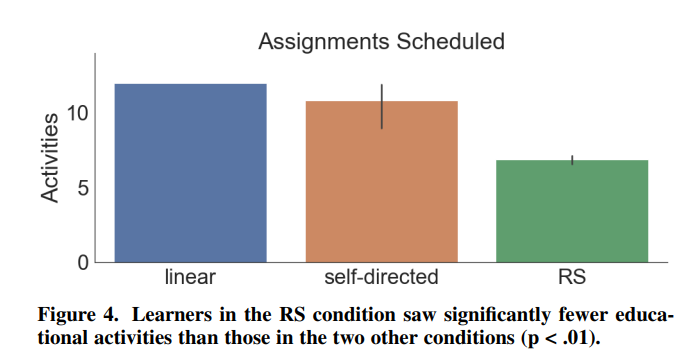 Assignments Scheduled
Activities
10
5
0
linear self-directed RS
Figure 4. Learners in the RS condition saw significantly fewer educa-
tional activities than those in the two other conditions (p < .01).